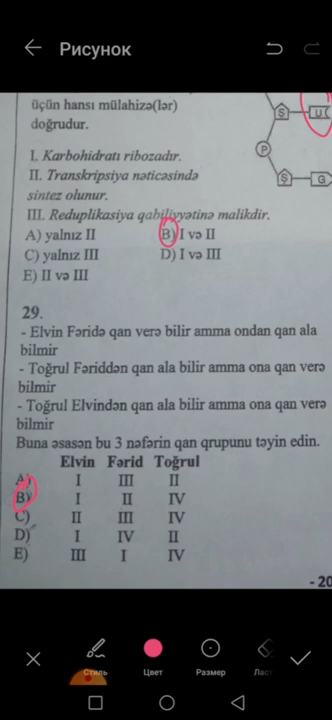 Рисунок
üçün hansı mülahizə(lər)
doğrudur.
S
U
P
S
G
I. Karbohidratı ribozadır.
II. Transkripsiya nəticəsində
sintez olunur.
III. Reduplikasiya qabiliyyətinə malikdir.
A) yalnız II B) I və II
C) yalnız III D) I və III
E) II və III
29.
- Elvin Fəridə qan verə bilir amma ondan qan ala
bilmir
- Toğrul Fəriddən qan ala bilir amma ona qan verə
bilmir
- Toğrul Elvindən qan ala bilir amma ona qan verə
bilmir
Buna əsasən bu 3 nəfərin qan qrupunu təyin edin.
Elvin Fərid Toğrul
A) I III II
B) I II IV
C) II III IV
D) I IV II
E) III I IV
- 20
Стиль Цвет Размер Ласт